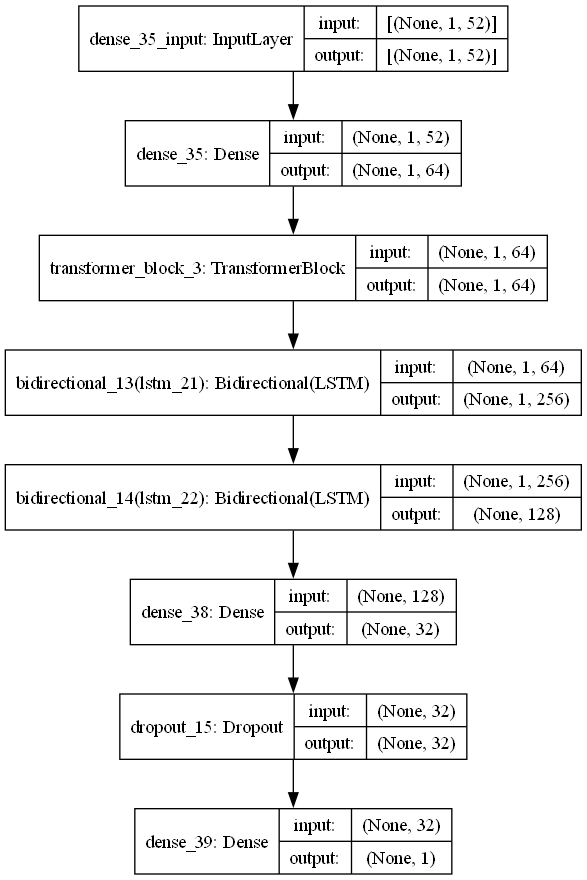 dense_35_input: InputLayer
input:
[(None, 1, 52)]
output:
[(None, 1, 52)]
dense_35: Dense
input:
(None, 1, 52)
output:
(None, 1, 64)
transformer_block_3: TransformerBlock
input:
(None, 1, 64)
output:
(None, 1, 64)
bidirectional_13(lstm_21): Bidirectional(LSTM)
input:
(None, 1, 64)
output:
(None, 1, 256)
bidirectional_14(lstm_22): Bidirectional(LSTM)
input:
(None, 1, 256)
output:
(None, 128)
dense_38: Dense
input:
(None, 128)
output:
(None, 32)
dropout_15: Dropout
input:
(None, 32)
output:
(None, 32)
dense_39: Dense
input:
(None, 32)
output:
(None, 1)